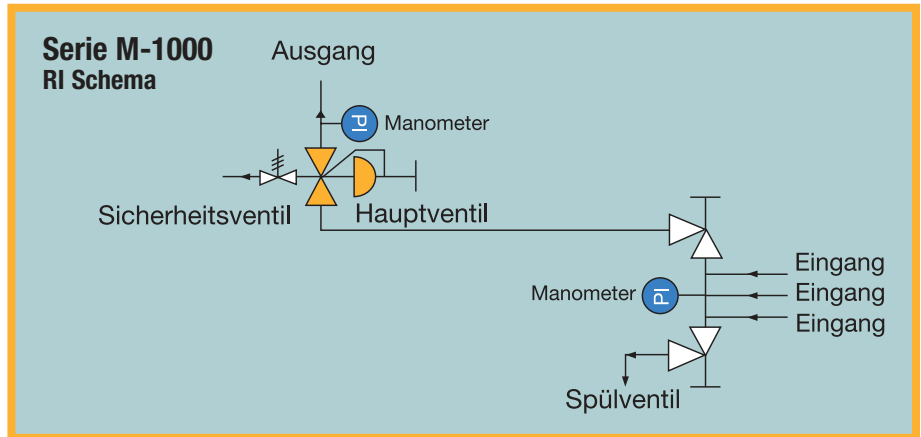 Serie M-1000
RI Schema
Ausgang
PI
Manometer
Sicherheitsventil
Hauptventil
Eingang
Manometer
PI
Eingang
Eingang
Spülventil